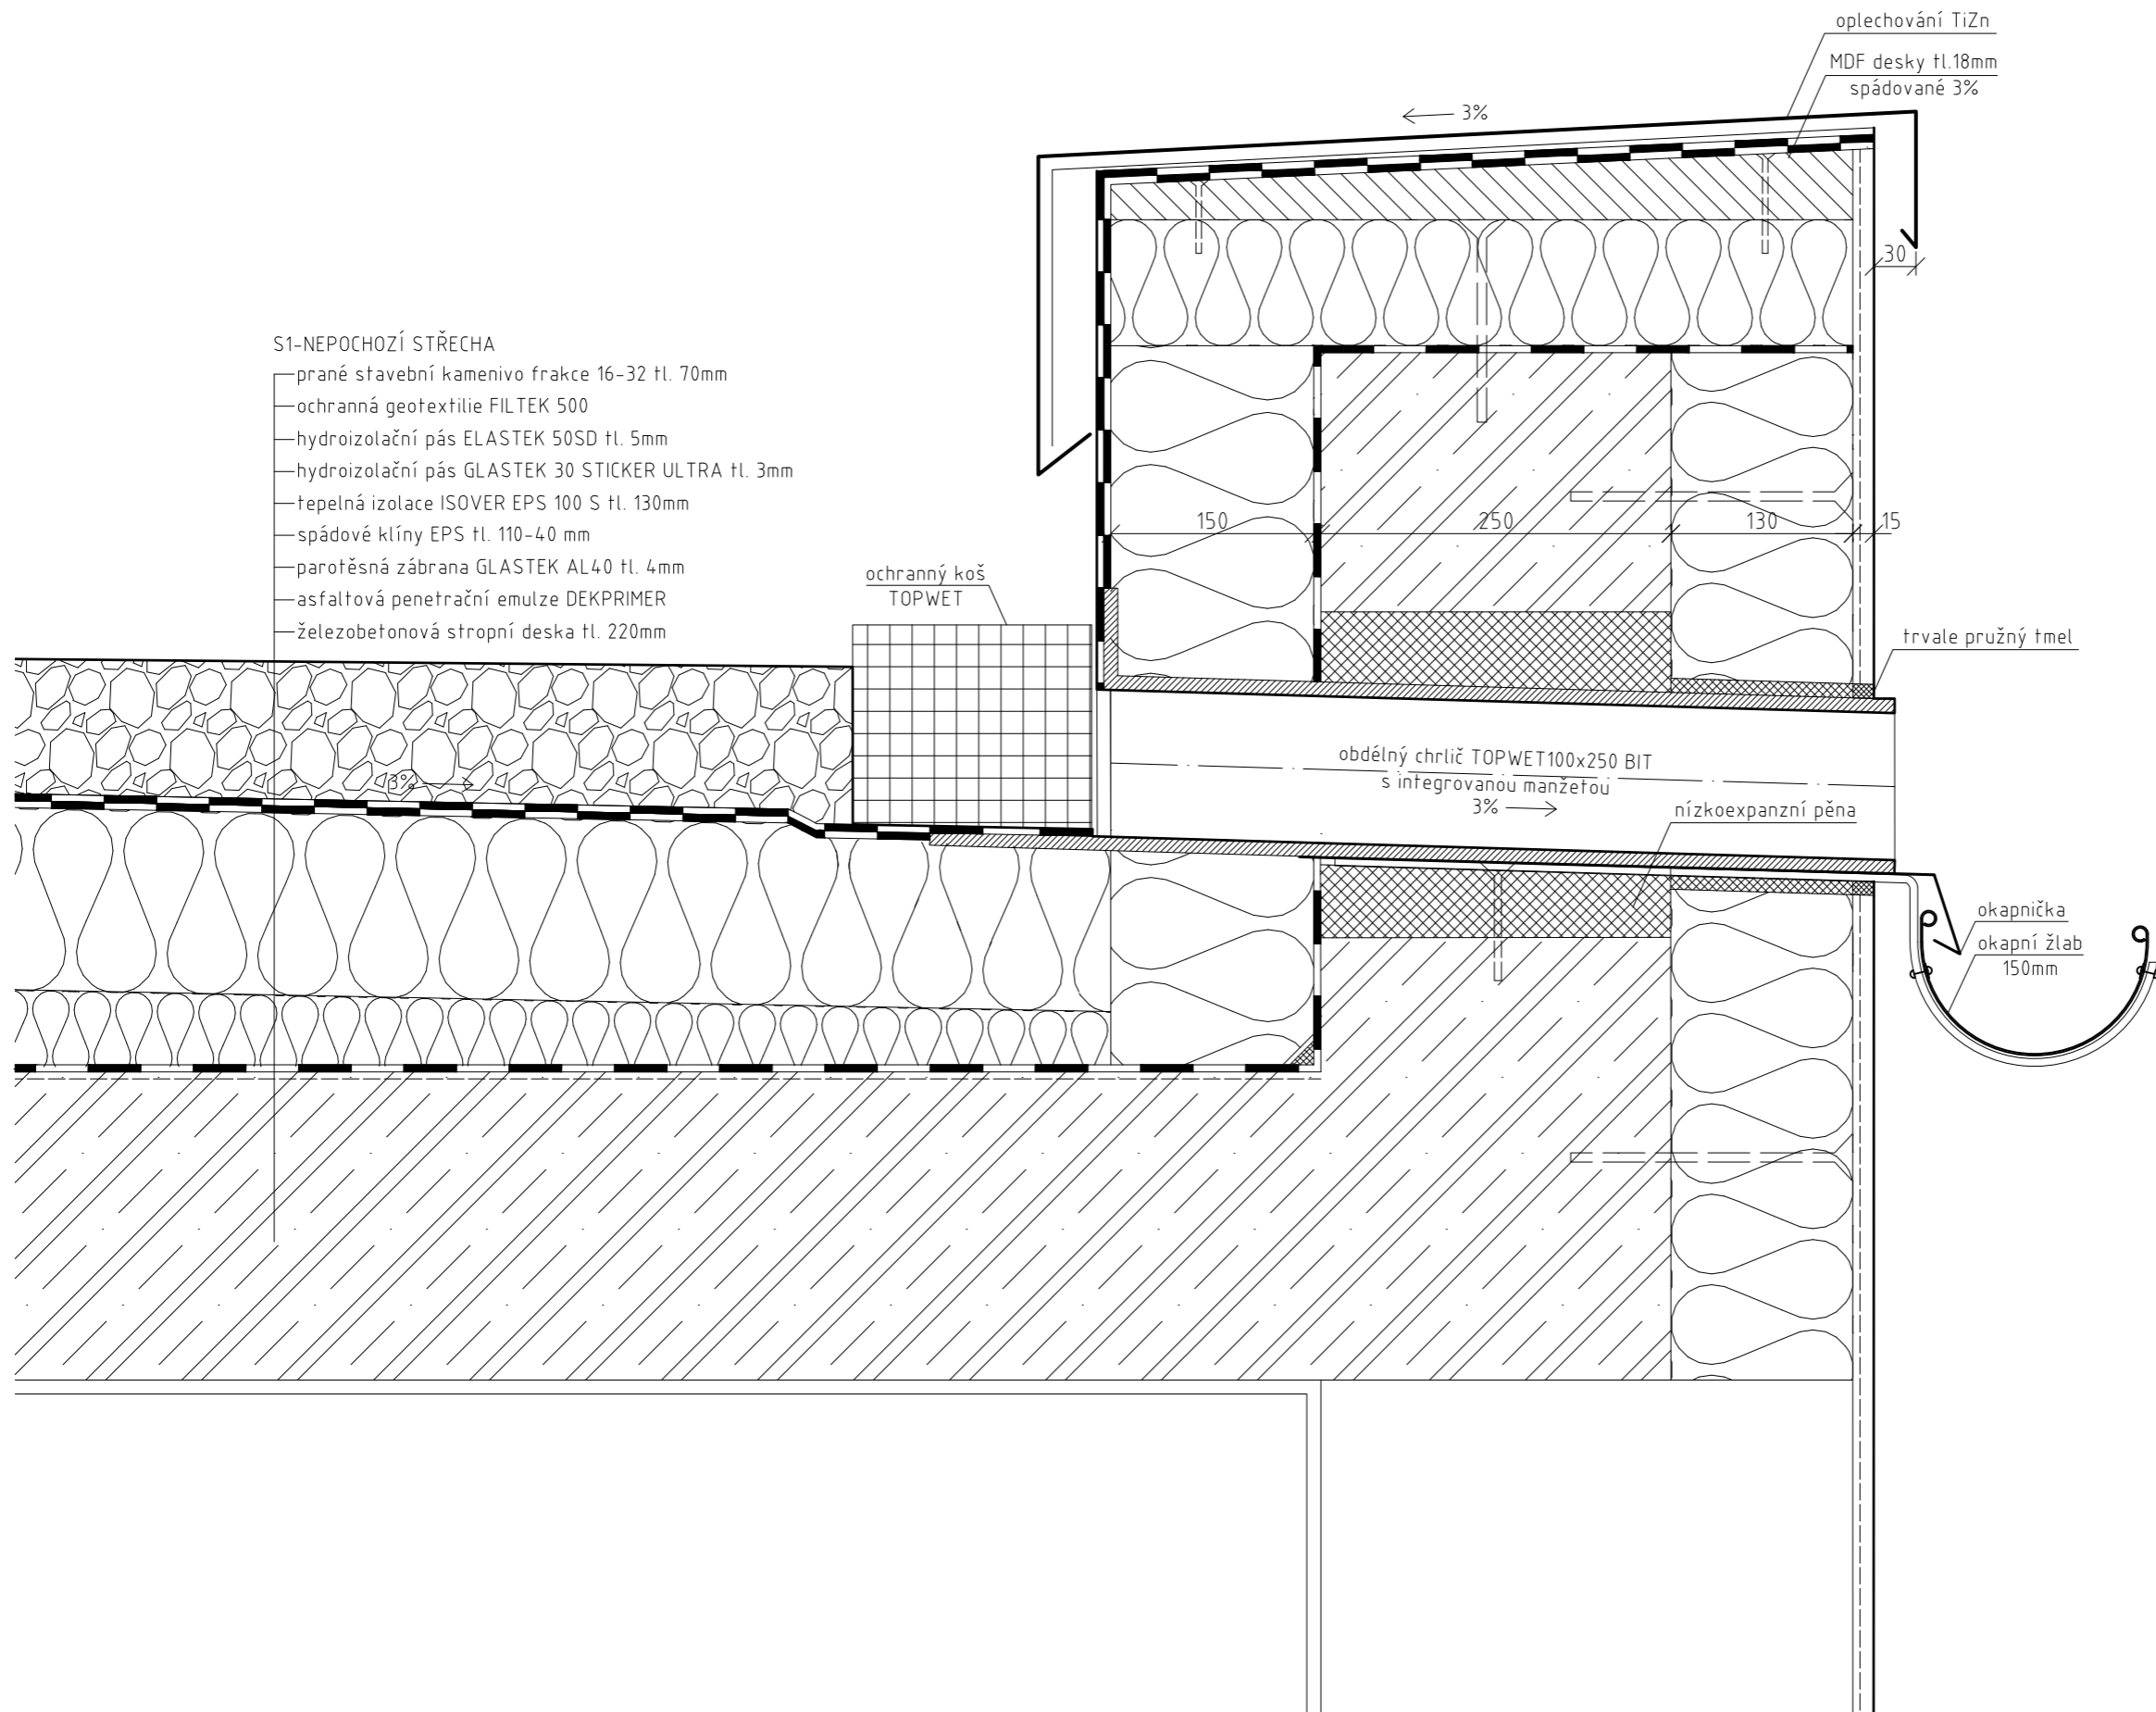 oplechování TiZn
MDF desky tl.18mm
spádované 3%
3%
30
S1-NEPOCHOZÍ STŘECHA
prané stavební kamenivo frakce 16-32 tl. 70mm
ochranná geotextilie FILTEK 500
hydroizolační pás ELASTEK 50SD tl. 5mm
hydroizolační pás GLASTEK 30 STICKER ULTRA tl. 3mm
tepelná izolace ISOVER EPS 100 S tl. 130mm
spádové klíny EPS tl. 110-40 mm
parotěsná zábrana GLASTEK AL40 tl. 4mm
asfaltová penetrační emulze DEKPRIMER
železobetonová stropní deska tl. 220mm
150 250 130 15
ochranný koš
TOPWET
trvale pružný tmel
3%
obdélný chrlič TOPWET100x250 BIT
s integrovanou manžetou
3%
nízkoexpanzní pěna
okapnička
okapní žlab
150mm